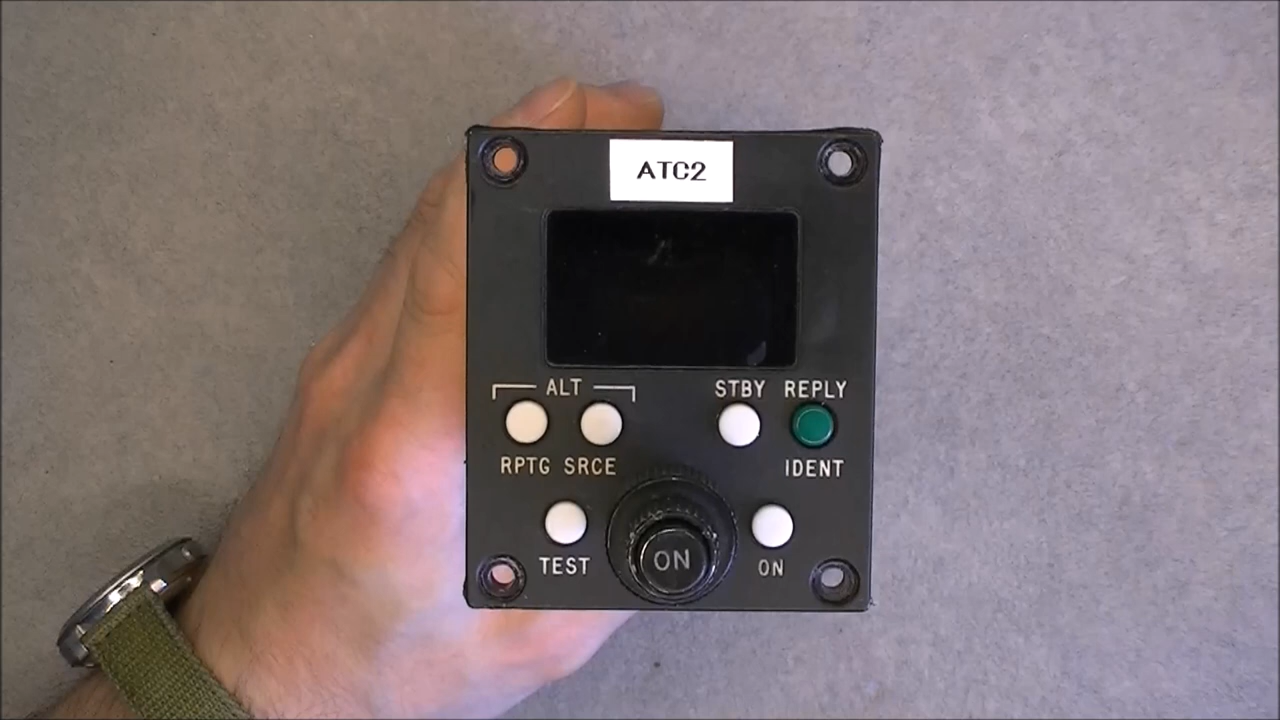 ATC2
ALT
STBY REPLY
RPTG SRCE
IDENT
TEST
ON
ON